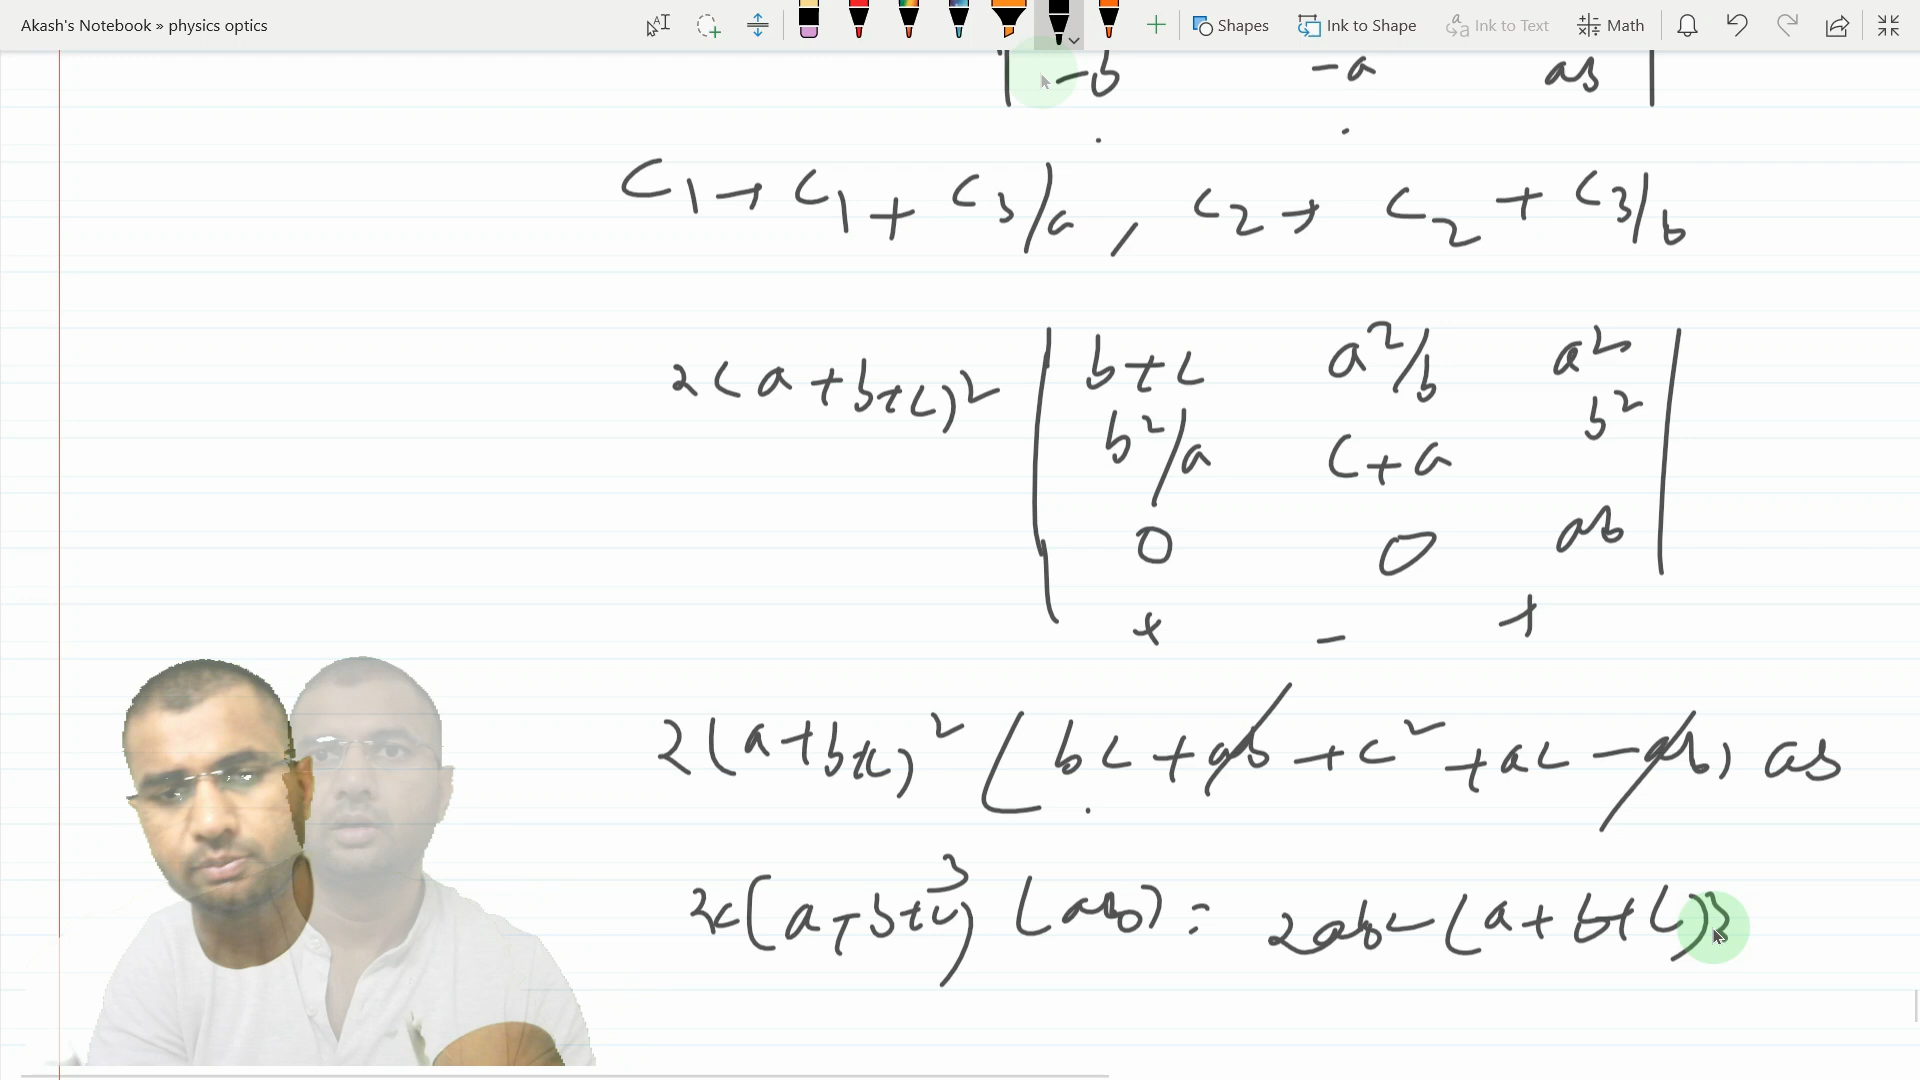 Akash's Notebook » physics optics
Shapes Ink to Shape Ink to Text Math
-b -a ab
C1 → C1 + C3/a , C2 → C2 + C3/b
2(a+b+c)² | b+c a²/b a² |
b²/a c+a b²
0 0 ab
+ - +
2(a+b+c)² (bc + ab + c² + ac - ab) ab
2c(a+b+c)³ (ab) = 2abc(a+b+c)³